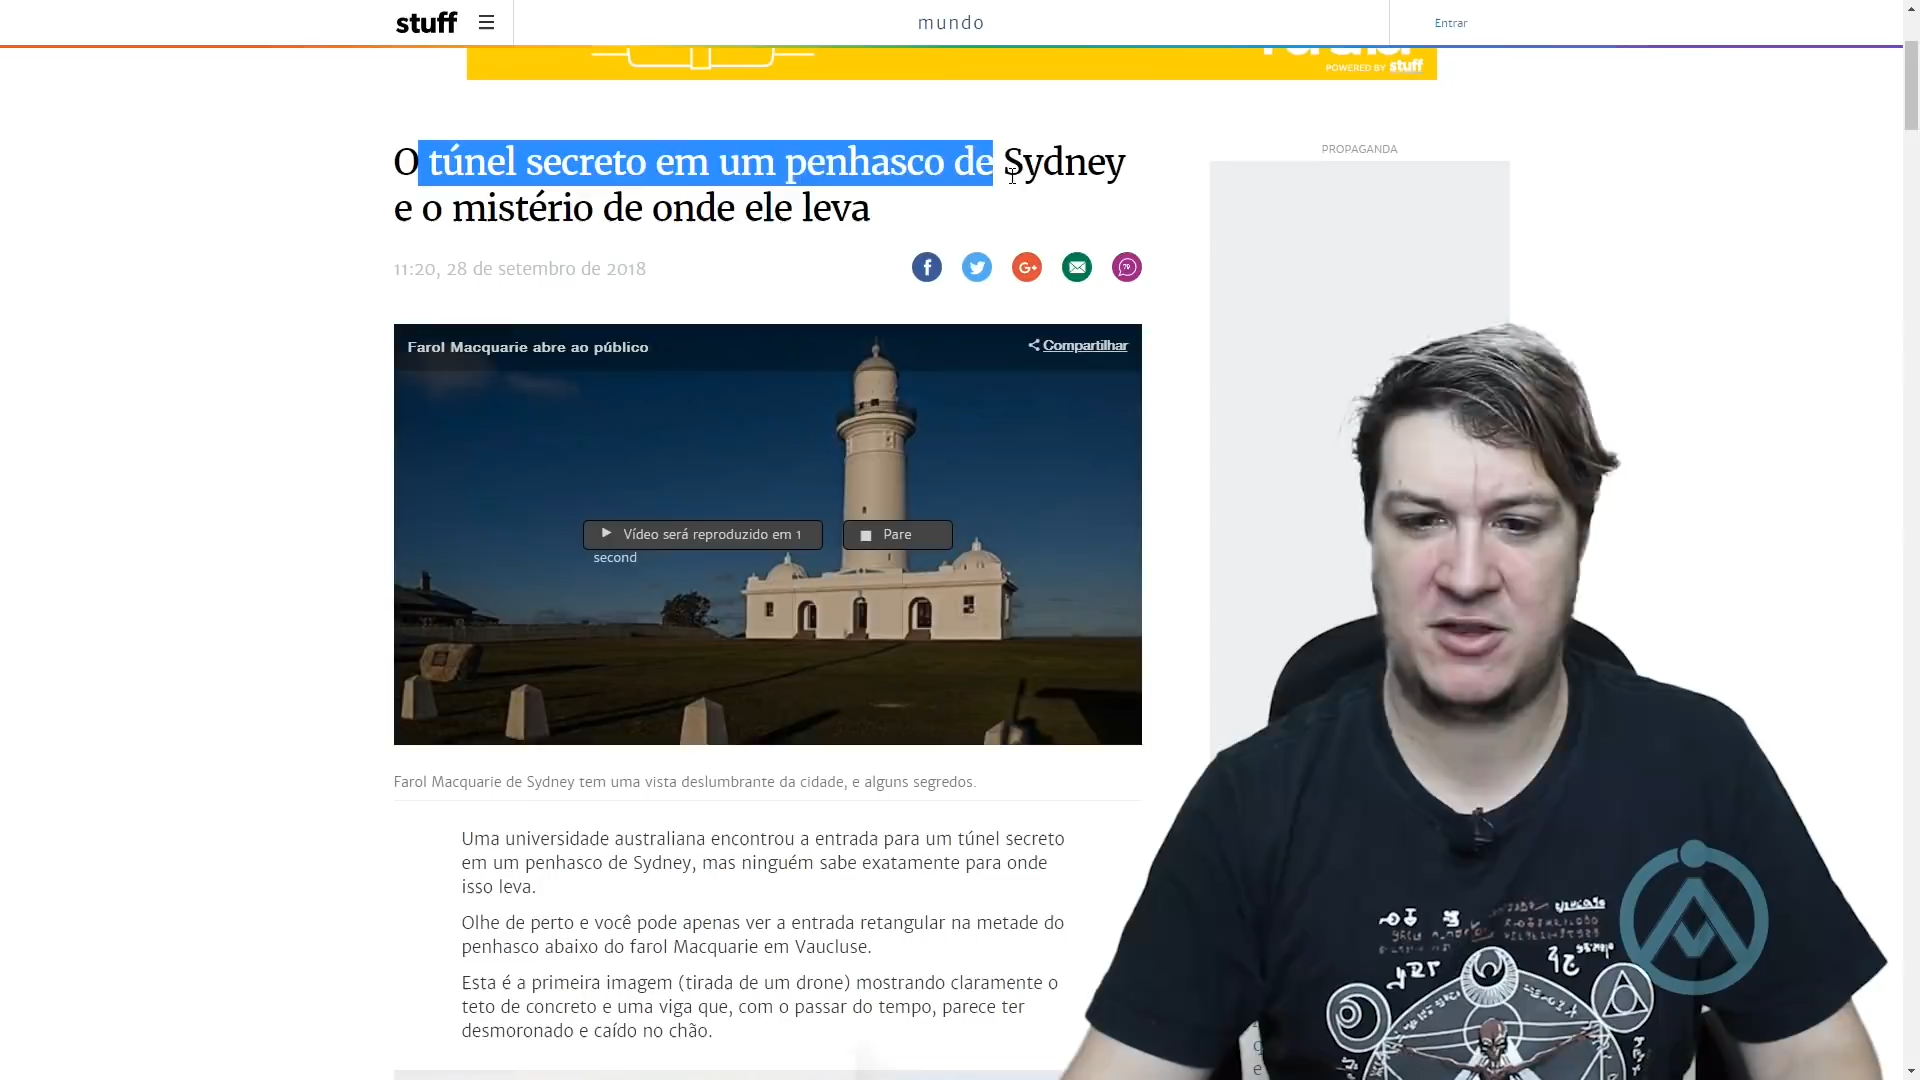 stuff
mundo
Entrar
POWERED BY stuff
O túnel secreto em um penhasco de Sydney
e o mistério de onde ele leva
11:20, 28 de setembro de 2018
79
PROPAGANDA
Farol Macquarie abre ao público
Compartilhar
Vídeo será reproduzido em 1
second
Pare
Farol Macquarie de Sydney tem uma vista deslumbrante da cidade, e alguns segredos.
Uma universidade australiana encontrou a entrada para um túnel secreto
em um penhasco de Sydney, mas ninguém sabe exatamente para onde
isso leva.
Olhe de perto e você pode apenas ver a entrada retangular na metade do
penhasco abaixo do farol Macquarie em Vaucluse.
Esta é a primeira imagem (tirada de um drone) mostrando claramente o
teto de concreto e uma viga que, com o passar do tempo, parece ter
desmoronado e caído no chão.